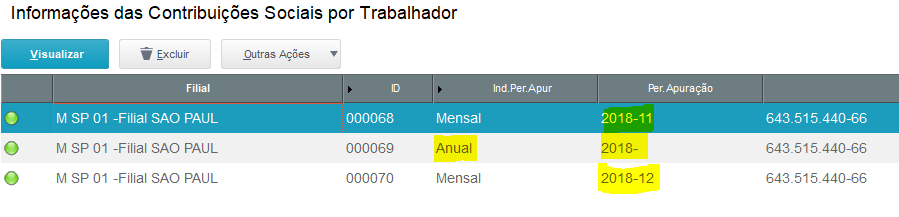 Informações das Contribuições Sociais por Trabalhador
Visualizar Excluir Outras Ações
Filial ID Ind.Per.Apur Per.Apuração
M SP 01 -Filial SAO PAUL 000068 Mensal 2018-11 643.515.440-66
M SP 01 -Filial SAO PAUL 000069 Anual 2018- 643.515.440-66
M SP 01 -Filial SAO PAUL 000070 Mensal 2018-12 643.515.440-66